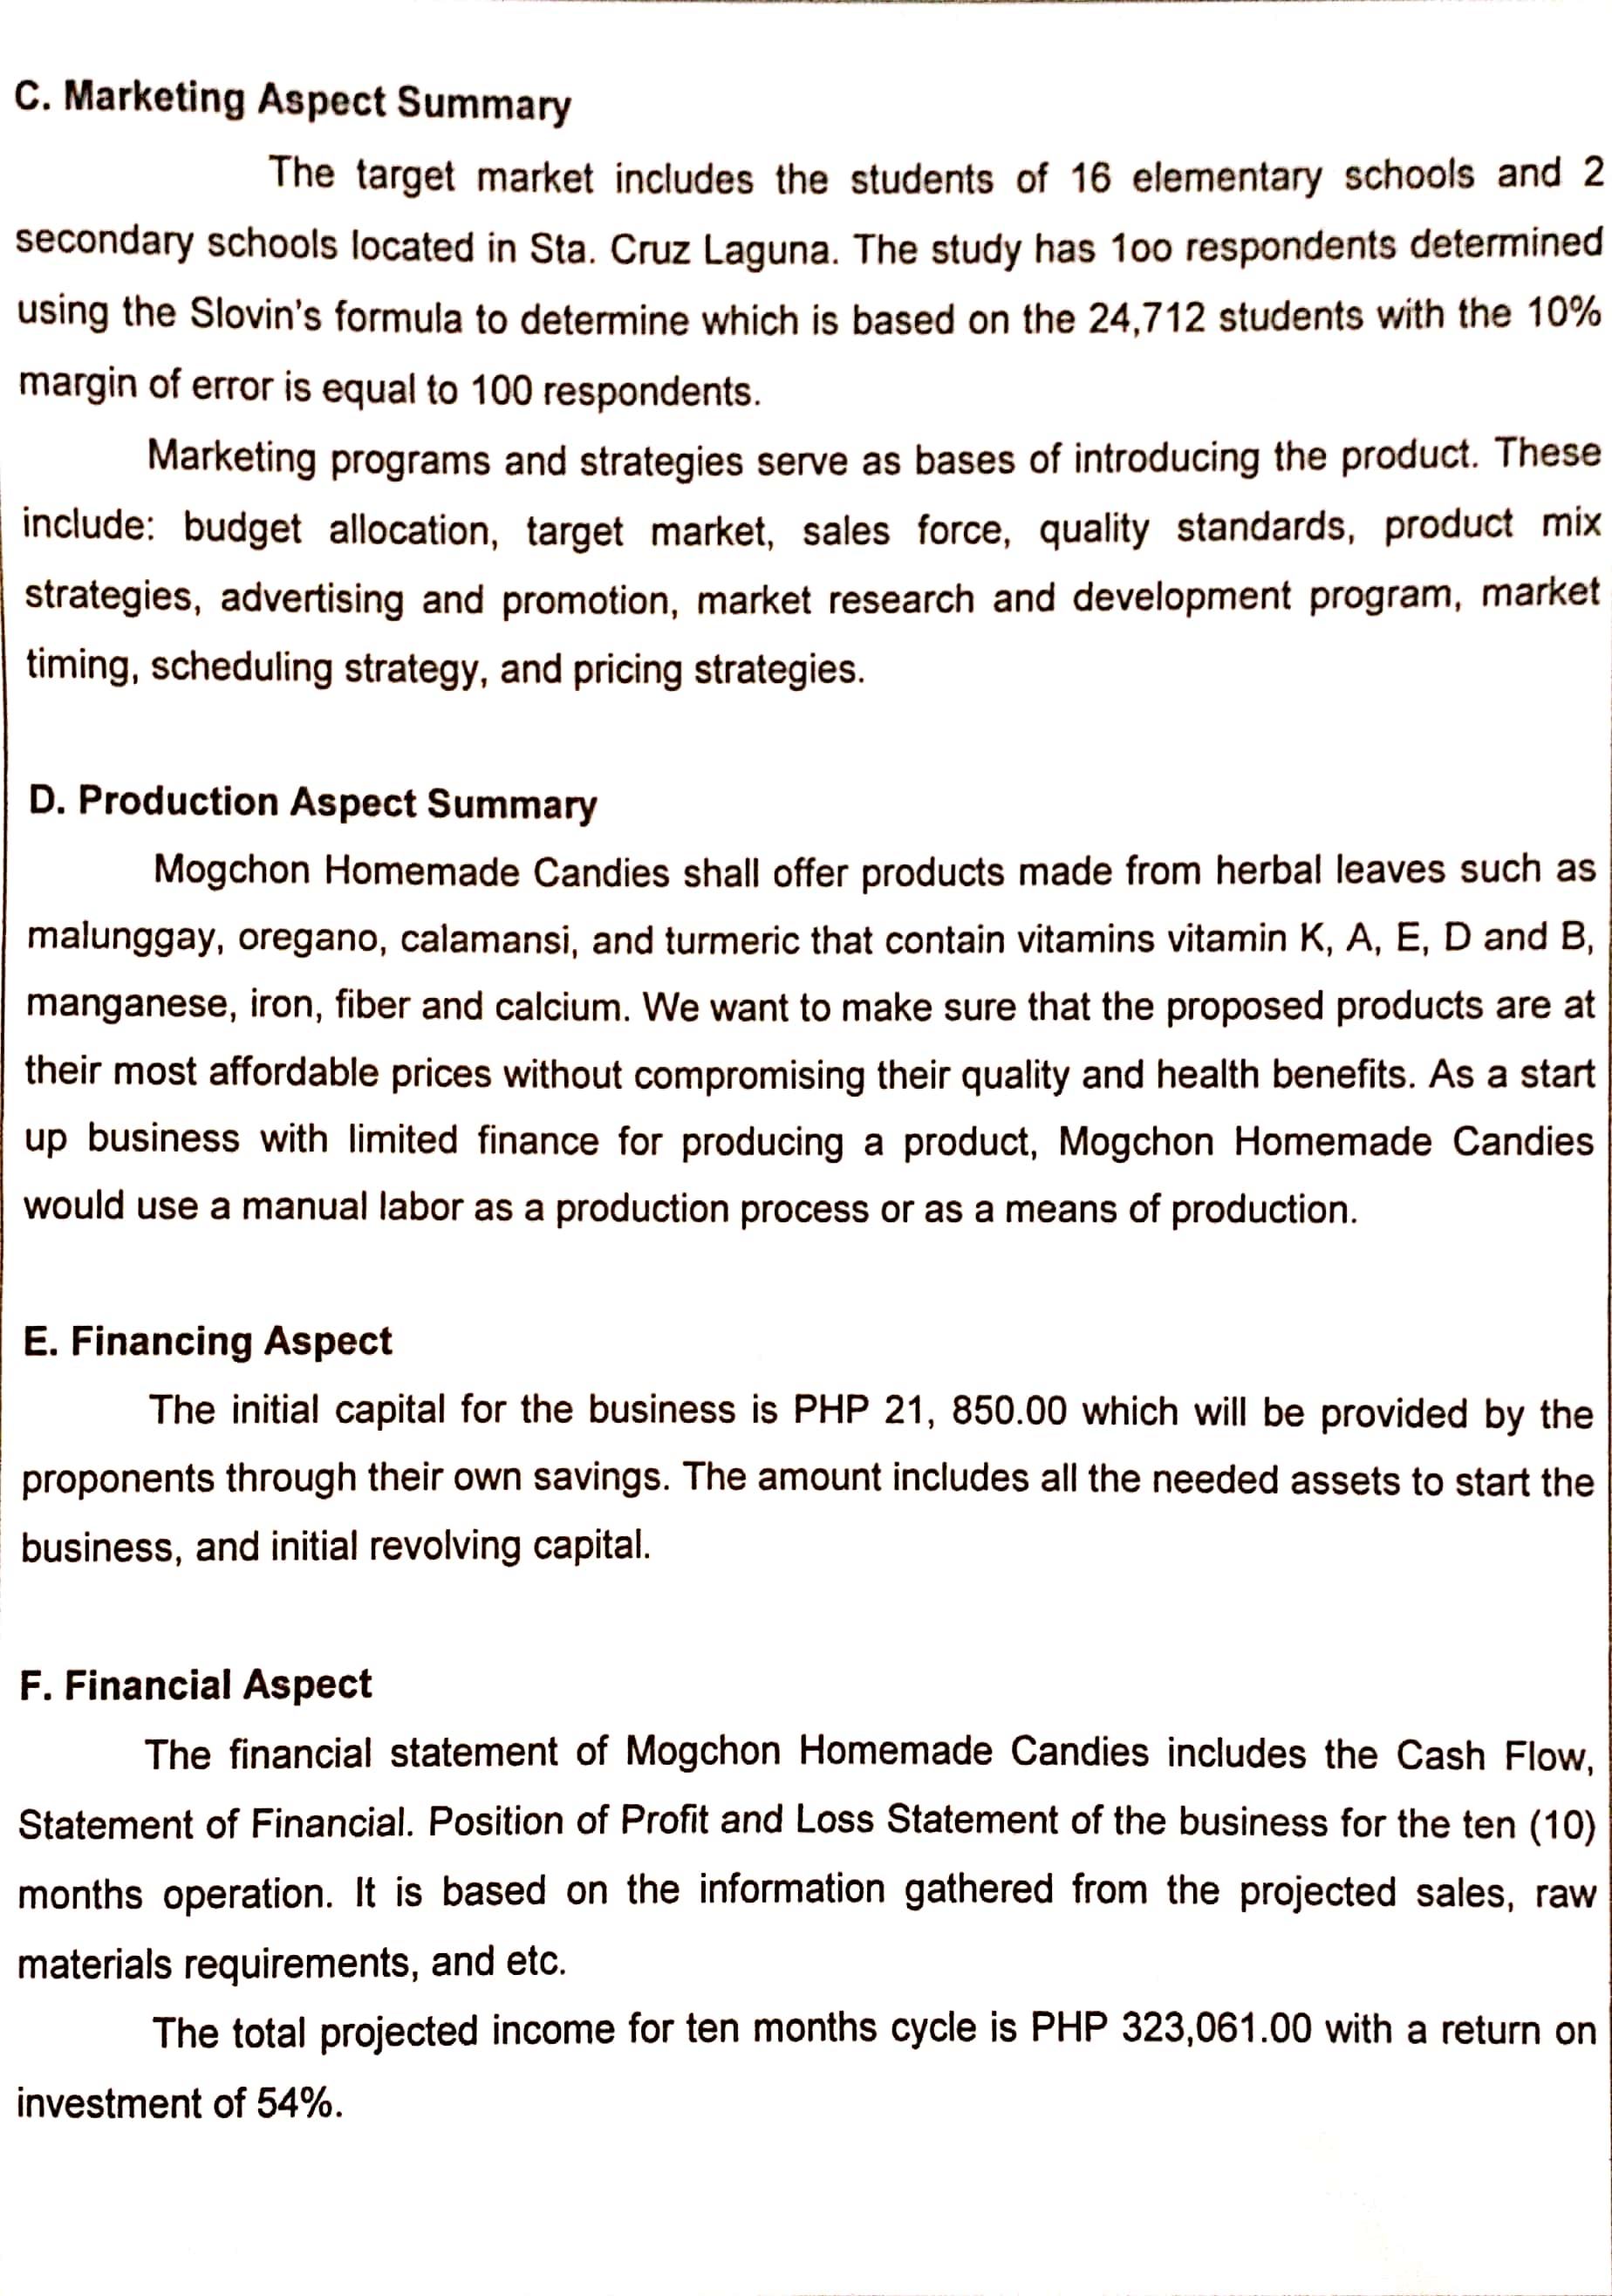 C. Marketing Aspect Summary
The target market includes the students of 16 elementary schools and 2
secondary schools located in Sta. Cruz Laguna. The study has 1oo respondents determined
using the Slovin's formula to determine which is based on the 24,712 students with the 10%
margin of error is equal to 100 respondents.
Marketing programs and strategies serve as bases of introducing the product. These
include: budget allocation, target market, sales force, quality standards, product mix
strategies, advertising and promotion, market research and development program, market
timing, scheduling strategy, and pricing strategies.
D. Production Aspect Summary
Mogchon Homemade Candies shall offer products made from herbal leaves such as
malunggay, oregano, calamansi, and turmeric that contain vitamins vitamin K, A, E, D and B,
manganese, iron, fiber and calcium. We want to make sure that the proposed products are at
their most affordable prices without compromising their quality and health benefits. As a start
up business with limited finance for producing a product, Mogchon Homemade Candies
would use a manual labor as a production process or as a means of production.
E. Financing Aspect
The initial capital for the business is PHP 21, 850.00 which will be provided by the
proponents through their own savings. The amount includes all the needed assets to start the
business, and initial revolving capital.
F. Financial Aspect
The financial statement of Mogchon Homemade Candies includes the Cash Flow,
Statement of Financial. Position of Profit and Loss Statement of the business for the ten (10)
months operation. It is based on the information gathered from the projected sales, raw
materials requirements, and etc.
The total projected income for ten months cycle is PHP 323,061.00 with a return on
investment of 54%.